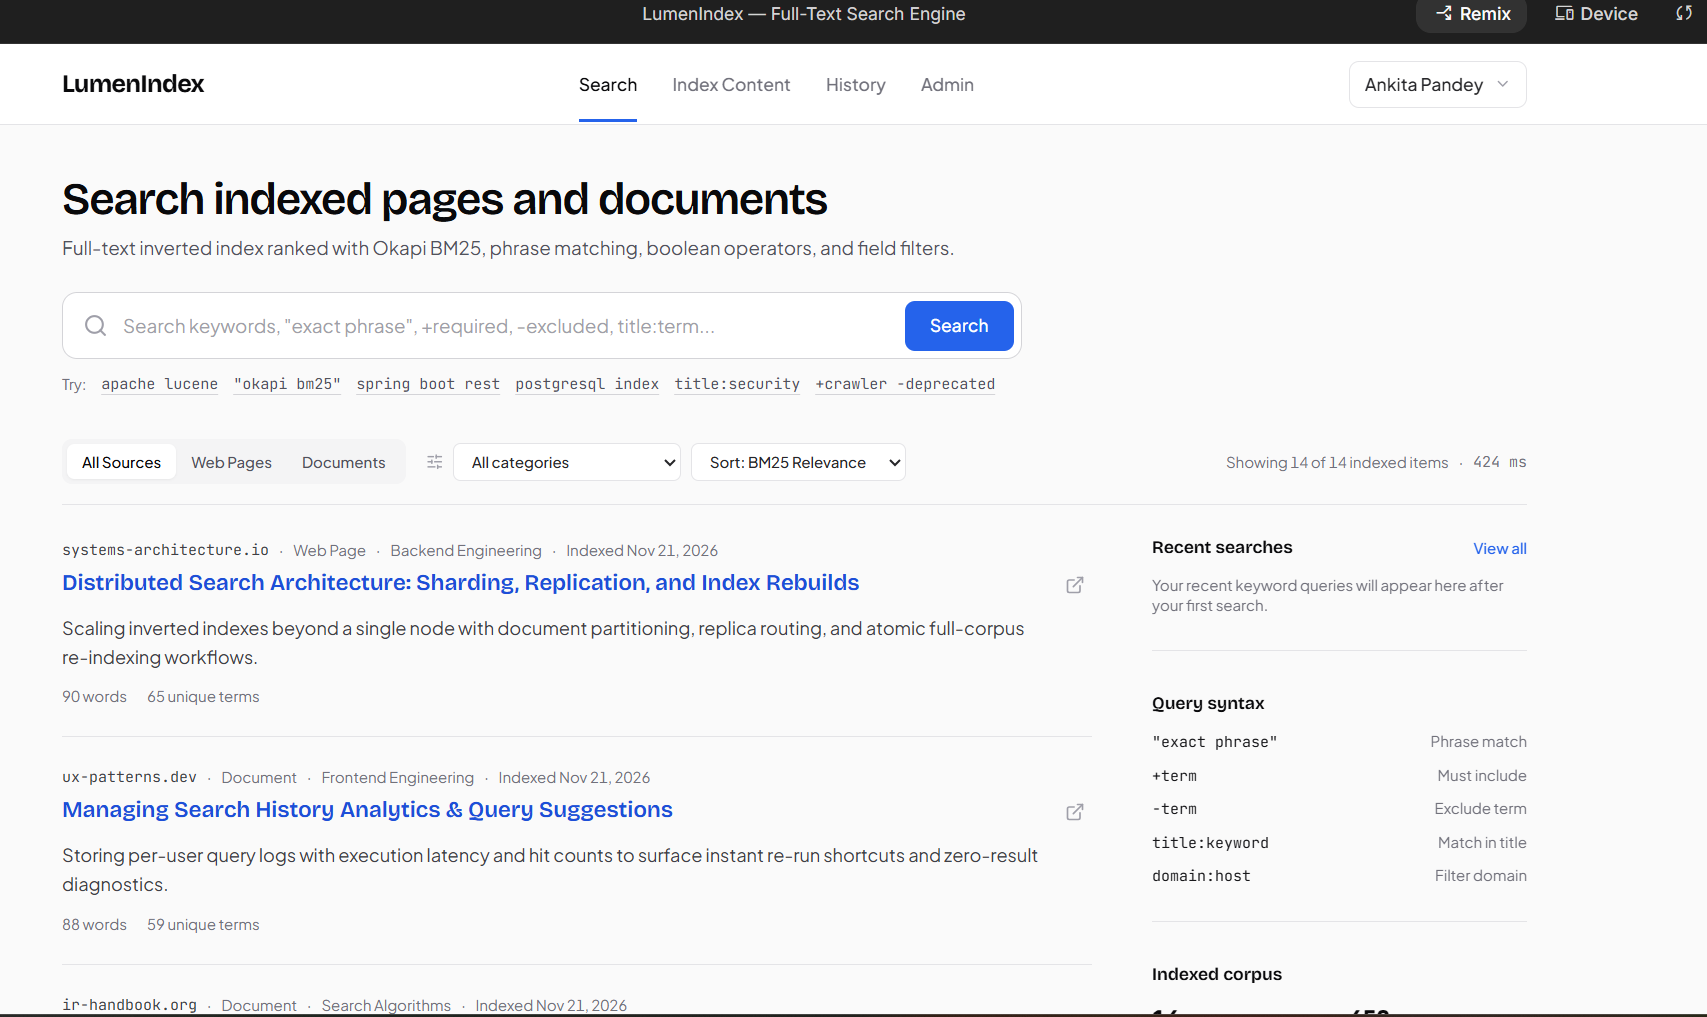 LumenIndex — Full-Text Search Engine
Remix
Device
LumenIndex
Search
Index Content
History
Admin
Ankita Pandey
Search indexed pages and documents
Full-text inverted index ranked with Okapi BM25, phrase matching, boolean operators, and field filters.
Search keywords, "exact phrase", +required, -excluded, title:term...
Search
Try: apache lucene "okapi bm25" spring boot rest postgresql index title:security +crawler -deprecated
All Sources
Web Pages
Documents
All categories
Sort: BM25 Relevance
Showing 14 of 14 indexed items · 424 ms
systems-architecture.io · Web Page · Backend Engineering · Indexed Nov 21, 2026
Distributed Search Architecture: Sharding, Replication, and Index Rebuilds
Scaling inverted indexes beyond a single node with document partitioning, replica routing, and atomic full-corpus
re-indexing workflows.
90 words 65 unique terms
ux-patterns.dev · Document · Frontend Engineering · Indexed Nov 21, 2026
Managing Search History Analytics & Query Suggestions
Storing per-user query logs with execution latency and hit counts to surface instant re-run shortcuts and zero-result
diagnostics.
88 words 59 unique terms
ir-handbook.org · Document · Search Algorithms · Indexed Nov 21, 2026
Recent searches
View all
Your recent keyword queries will appear here after
your first search.
Query syntax
"exact phrase" Phrase match
+term Must include
-term Exclude term
title:keyword Match in title
domain:host Filter domain
Indexed corpus